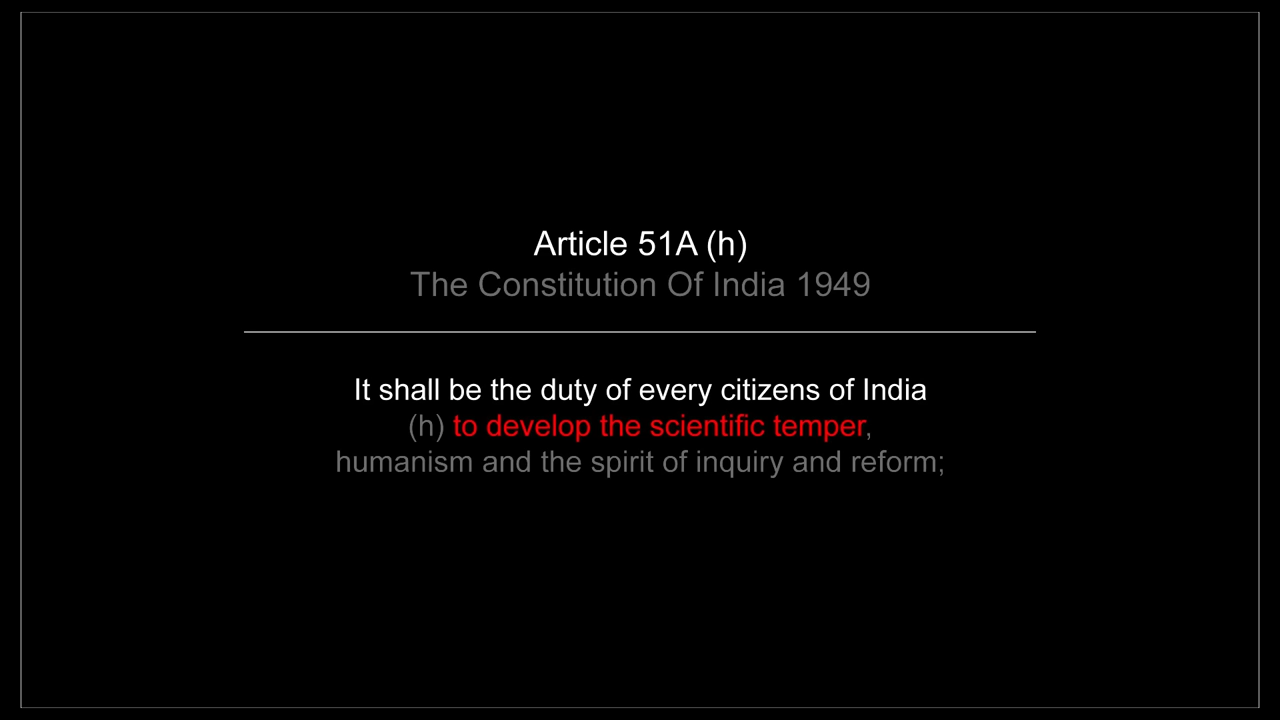 Article 51A (h)
The Constitution Of India 1949
It shall be the duty of every citizens of India
(h) to develop the scientific temper,
humanism and the spirit of inquiry and reform;